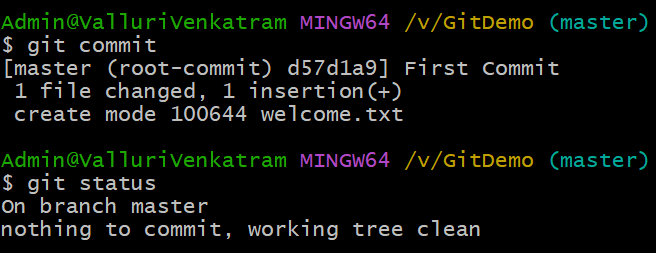 Admin@ValluriVenkatram MINGW64 /v/GitDemo (master)
$ git commit
[master (root-commit) d57d1a9] First Commit
 1 file changed, 1 insertion(+)
 create mode 100644 welcome.txt

Admin@ValluriVenkatram MINGW64 /v/GitDemo (master)
$ git status
On branch master
nothing to commit, working tree clean